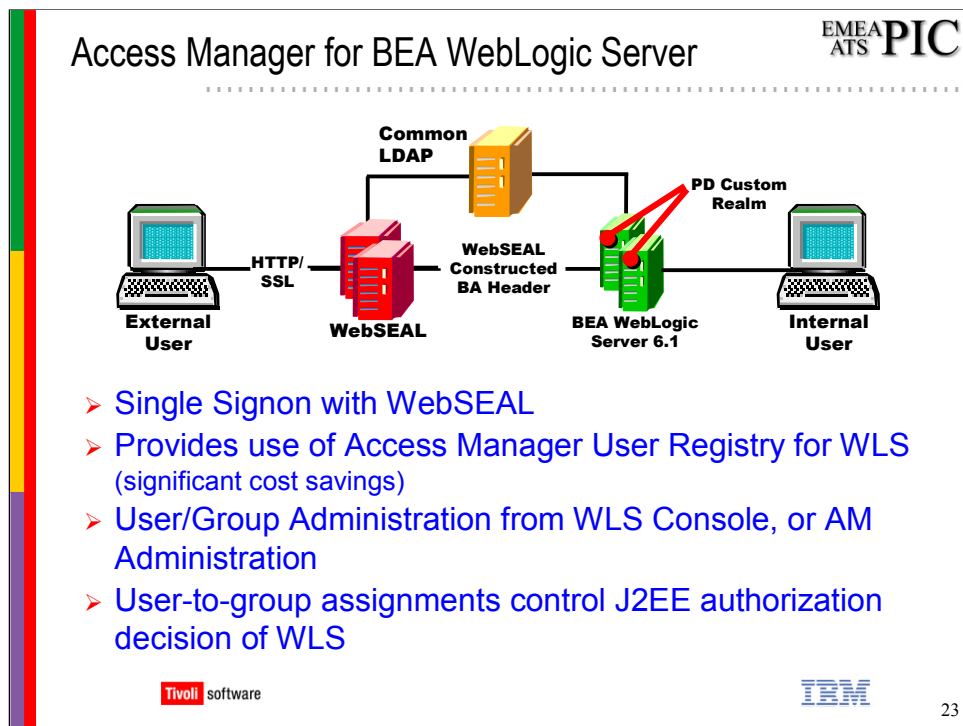 Access Manager for BEA WebLogic Server
EMEA
ATS PIC
Common
LDAP
PD Custom
Realm
HTTP/
SSL
WebSEAL
Constructed
BA Header
External
User
WebSEAL
BEA WebLogic
Server 6.1
Internal
User
➢ Single Signon with WebSEAL
➢ Provides use of Access Manager User Registry for WLS
(significant cost savings)
➢ User/Group Administration from WLS Console, or AM
Administration
➢ User-to-group assignments control J2EE authorization
decision of WLS
Tivoli software
IBM
23